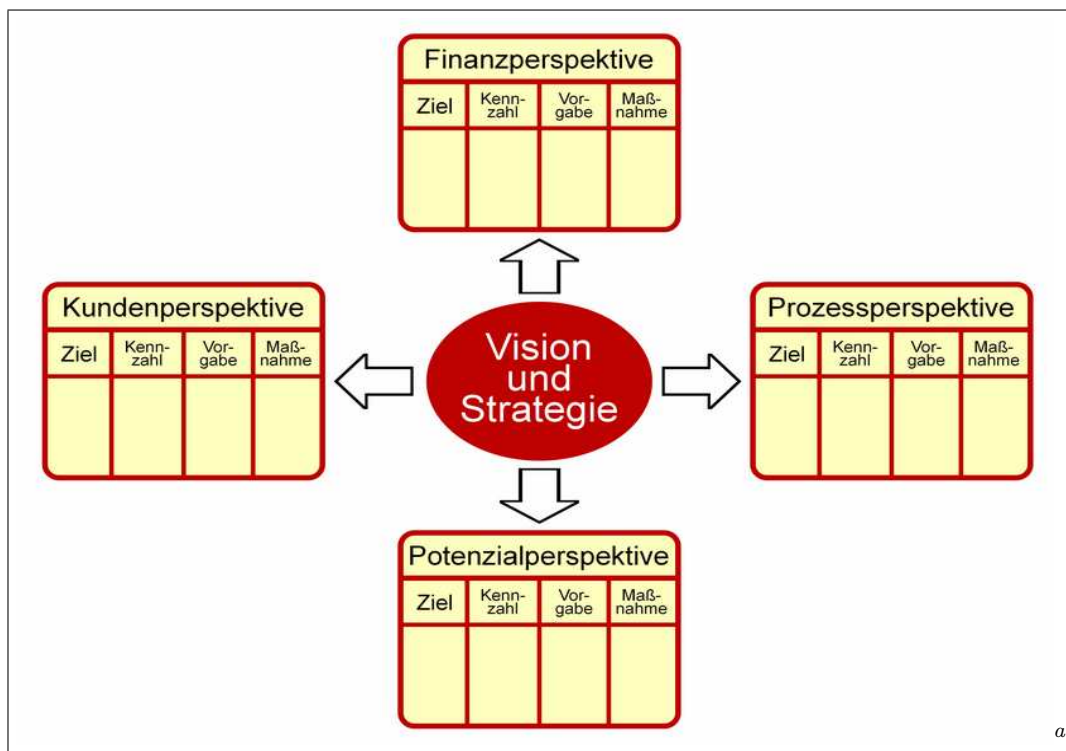 Finanzperspektive
Ziel
Kenn-
zahl
Vor-
gabe
Maß-
nahme
Kundenperspektive
Ziel
Kenn-
zahl
Vor-
gabe
Maß-
nahme
Vision
und
Strategie
Prozessperspektive
Ziel
Kenn-
zahl
Vor-
gabe
Maß-
nahme
Potenzialperspektive
Ziel
Kenn-
zahl
Vor-
gabe
Maß-
nahme
a